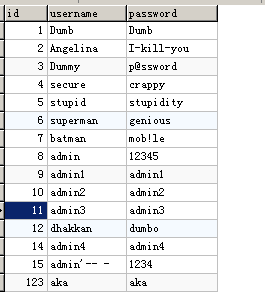 id username password
1 Dumb Dumb
2 Angelina I-kill-you
3 Dummy p@ssword
4 secure crappy
5 stupid stupidity
6 superman genious
7 batman mob!le
8 admin 12345
9 admin1 admin1
10 admin2 admin2
11 admin3 admin3
12 dhakkan dumbo
14 admin4 admin4
15 admin'-- - 1234
123 aka aka